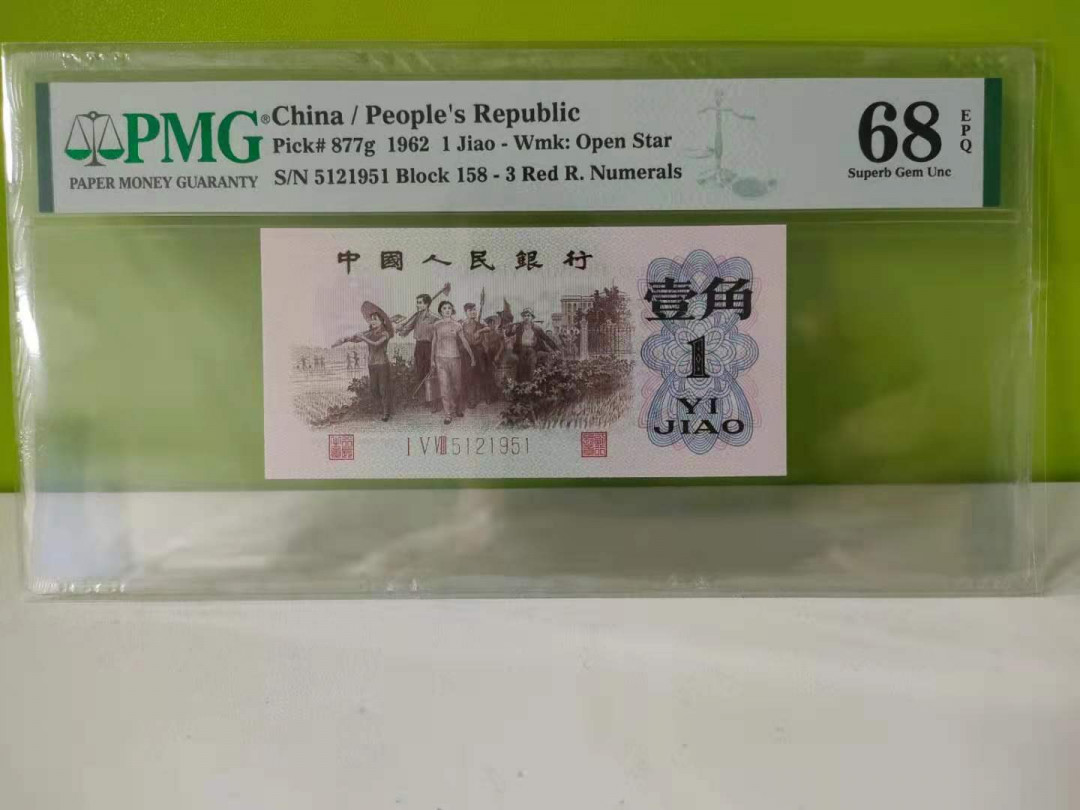 PMG®
PAPER MONEY GUARANTY
China / People's Republic
Pick# 877g 1962 1 Jiao - Wmk: Open Star
S/N 5121951 Block 158 - 3 Red R. Numerals
68
EPQ
Superb Gem Unc
中國人民銀行
壹角
1
YI
JIAO
I V VIII 5121951